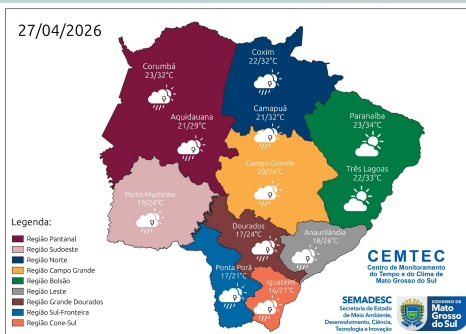 27/04/2026
Coxim
22/32°C
Corumbá
23/32°C
Camapuã
21/32°C
Aquidauana
21/29°C
Paranaíba
23/34°C
Campo Grande
20/26°C
Três Lagoas
22/33°C
Porto Murtinho
19/24°C
Dourados
17/24°C
Anaurilândia
18/26°C
Ponta Porã
17/21°C
Iguatemi
16/21°C
Legenda:
Região Pantanal
Região Sudoeste
Região Norte
Região Campo Grande
Região Bolsão
Região Leste
Região Grande Dourados
Região Sul-Fronteira
Região Cone-Sul
CEMTEC
Centro de Monitoramento
do Tempo e do Clima de
Mato Grosso do Sul
SEMADESC
Secretaria de Estado
de Meio Ambiente,
Desenvolvimento, Ciência,
Tecnologia e Inovação
GOVERNO DE
Mato
Grosso
do Sul